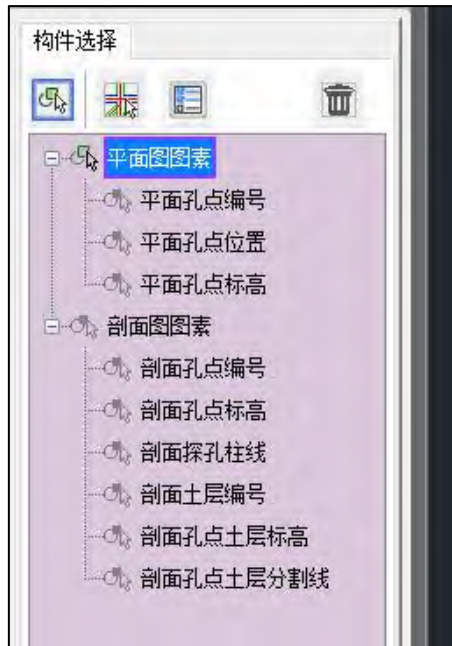 构件选择
平面图图素
平面孔点编号
平面孔点位置
平面孔点标高
剖面图图素
剖面孔点编号
剖面孔点标高
剖面探孔柱线
剖面土层编号
剖面孔点土层标高
剖面孔点土层分割线